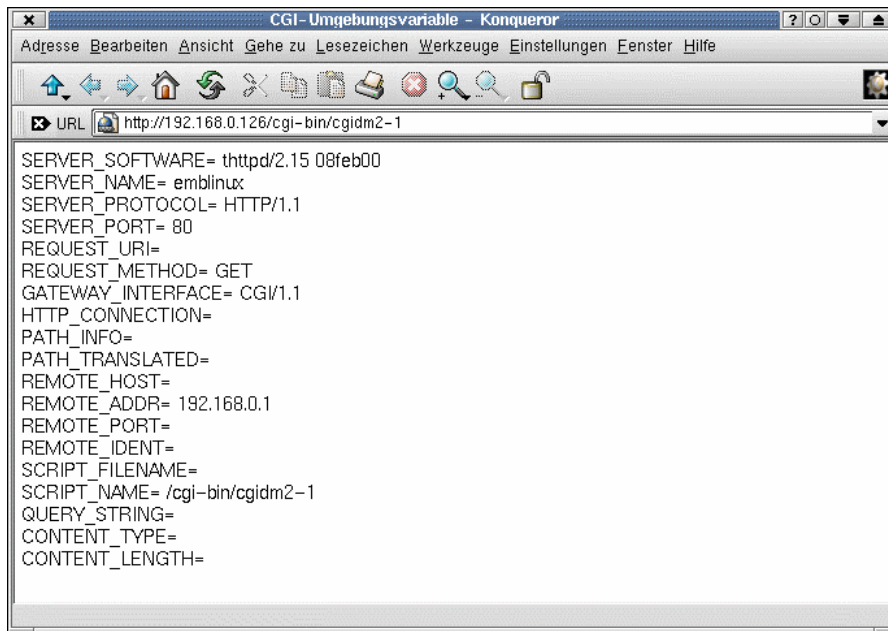 CGI-Umgebungsvariable - Konqueror
Adresse Bearbeiten Ansicht Gehe zu Lesezeichen Werkzeuge Einstellungen Fenster Hilfe
URL http://192.168.0.126/cgi-bin/cgidm2-1
SERVER_SOFTWARE= thttpd/2.15 08feb00
SERVER_NAME= emblinux
SERVER_PROTOCOL= HTTP/1.1
SERVER_PORT= 80
REQUEST_URI=
REQUEST_METHOD= GET
GATEWAY_INTERFACE= CGI/1.1
HTTP_CONNECTION=
PATH_INFO=
PATH_TRANSLATED=
REMOTE_HOST=
REMOTE_ADDR= 192.168.0.1
REMOTE_PORT=
REMOTE_IDENT=
SCRIPT_FILENAME=
SCRIPT_NAME= /cgi-bin/cgidm2-1
QUERY_STRING=
CONTENT_TYPE=
CONTENT_LENGTH=